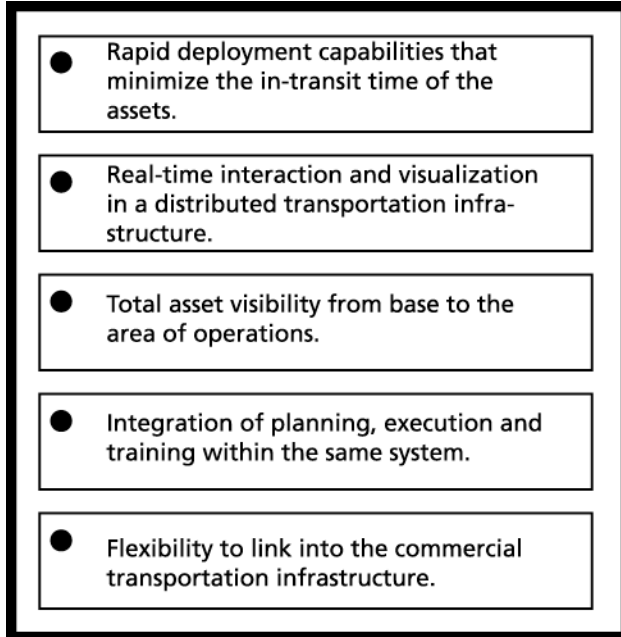 ● Rapid deployment capabilities that
minimize the in-transit time of the
assets.
● Real-time interaction and visualization
in a distributed transportation infra-
structure.
● Total asset visibility from base to the
area of operations.
● Integration of planning, execution and
training within the same system.
● Flexibility to link into the commercial
transportation infrastructure.